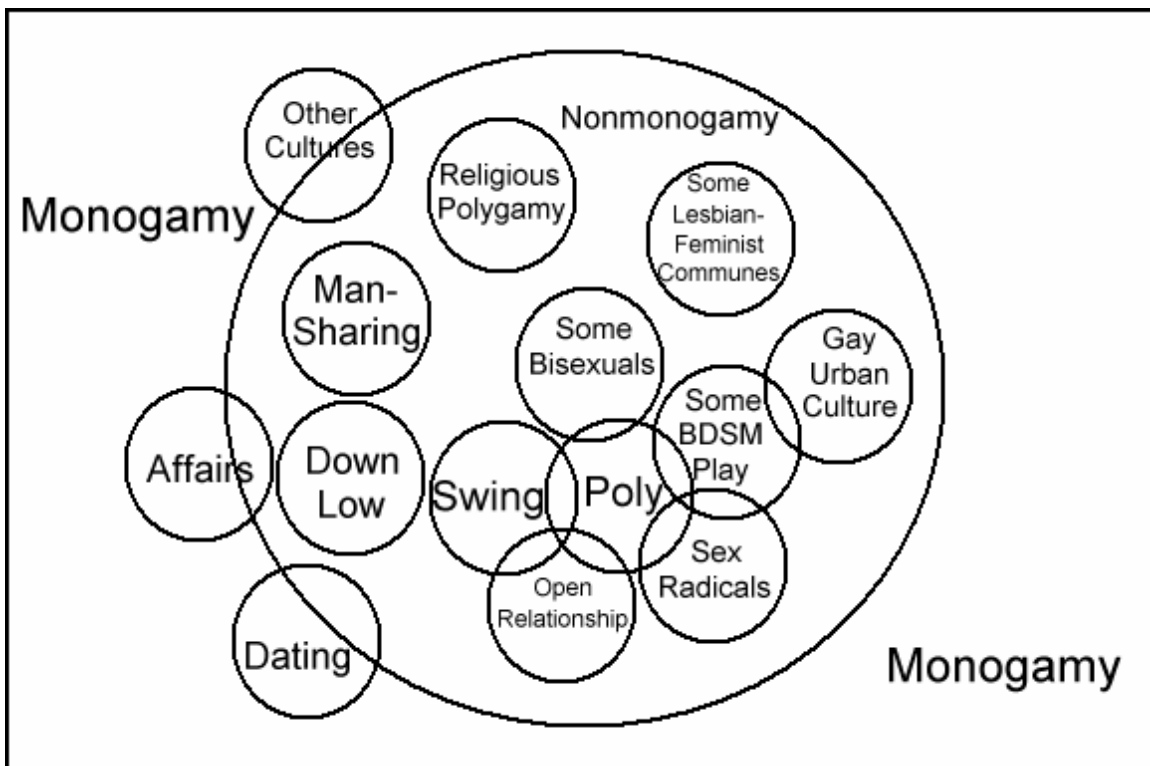 Other
Cultures
Nonmonogamy
Religious
Polygamy
Some
Lesbian-
Feminist
Communes
Monogamy
Man-
Sharing
Some
Bisexuals
Gay
Urban
Culture
Some
BDSM
Play
Affairs
Down
Low
Swing
Poly
Sex
Radicals
Open
Relationship
Dating
Monogamy